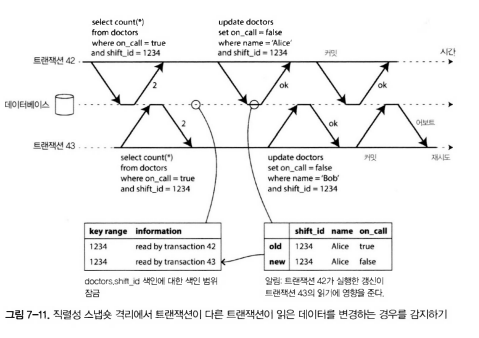 select count(*)
from doctors
where on_call = true
and shift_id = 1234
update doctors
set on_call = false
where name = 'Alice'
and shift_id = 1234
커밋
시간
트랜잭션 42
2
ok
ok
데이터베이스
2
ok
어보트
트랜잭션 43
select count(*)
from doctors
where on_call = true
and shift_id = 1234
update doctors
set on_call = false
where name = 'Bob'
and shift_id = 1234
커밋
재시도
key range information
1234 read by transaction 42
1234 read by transaction 43
doctors.shift_id 색인에 대한 색인 범위
잠금
shift_id name on_call
old 1234 Alice true
new 1234 Alice false
알림: 트랜잭션 42가 실행한 갱신이
트랜잭션 43의 읽기에 영향을 준다.
그림 7-11. 직렬성 스냅숏 격리에서 트랜잭션이 다른 트랜잭션이 읽은 데이터를 변경하는 경우를 감지하기